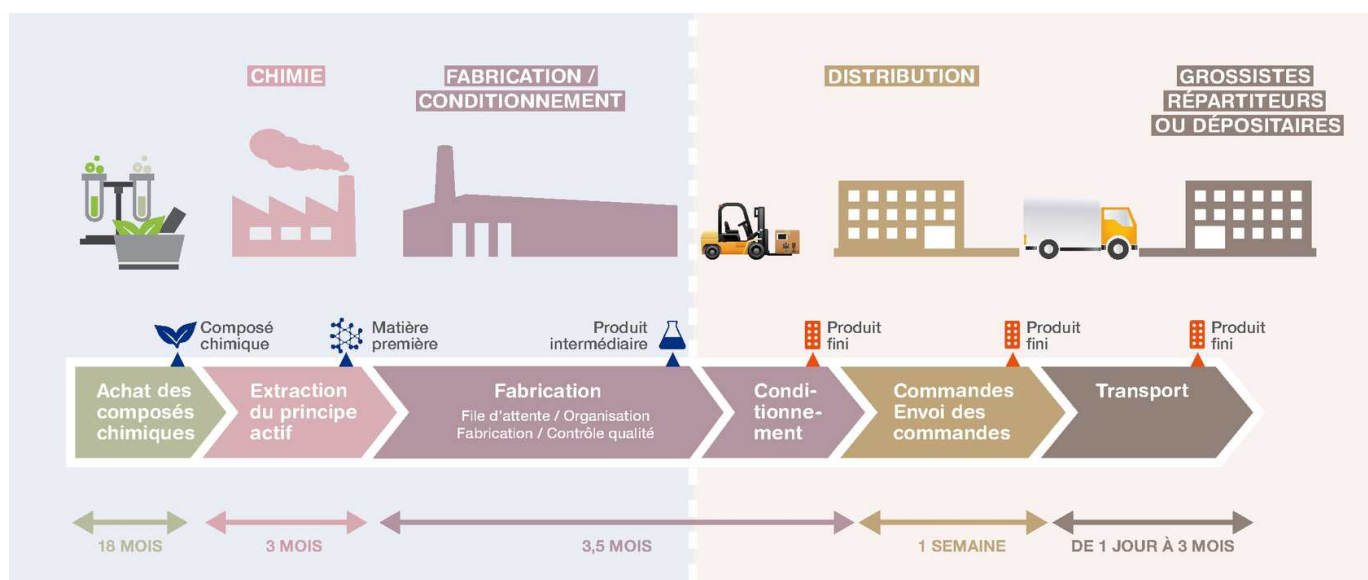 CHIMIE
FABRICATION /
CONDITIONNEMENT
DISTRIBUTION
GROSSISTES
RÉPARTITEURS
OU DÉPOSITAIRES
Composé
chimique
Matière
première
Produit
intermédiaire
Produit
fini
Produit
fini
Produit
fini
Achat des
composés
chimiques
Extraction
du principe
actif
Fabrication
File d'attente / Organisation
Fabrication / Contrôle qualité
Condi-
tionne-
ment
Commandes
Envoi des
commandes
Transport
18 MOIS
3 MOIS
3,5 MOIS
1 SEMAINE
DE 1 JOUR À 3 MOIS